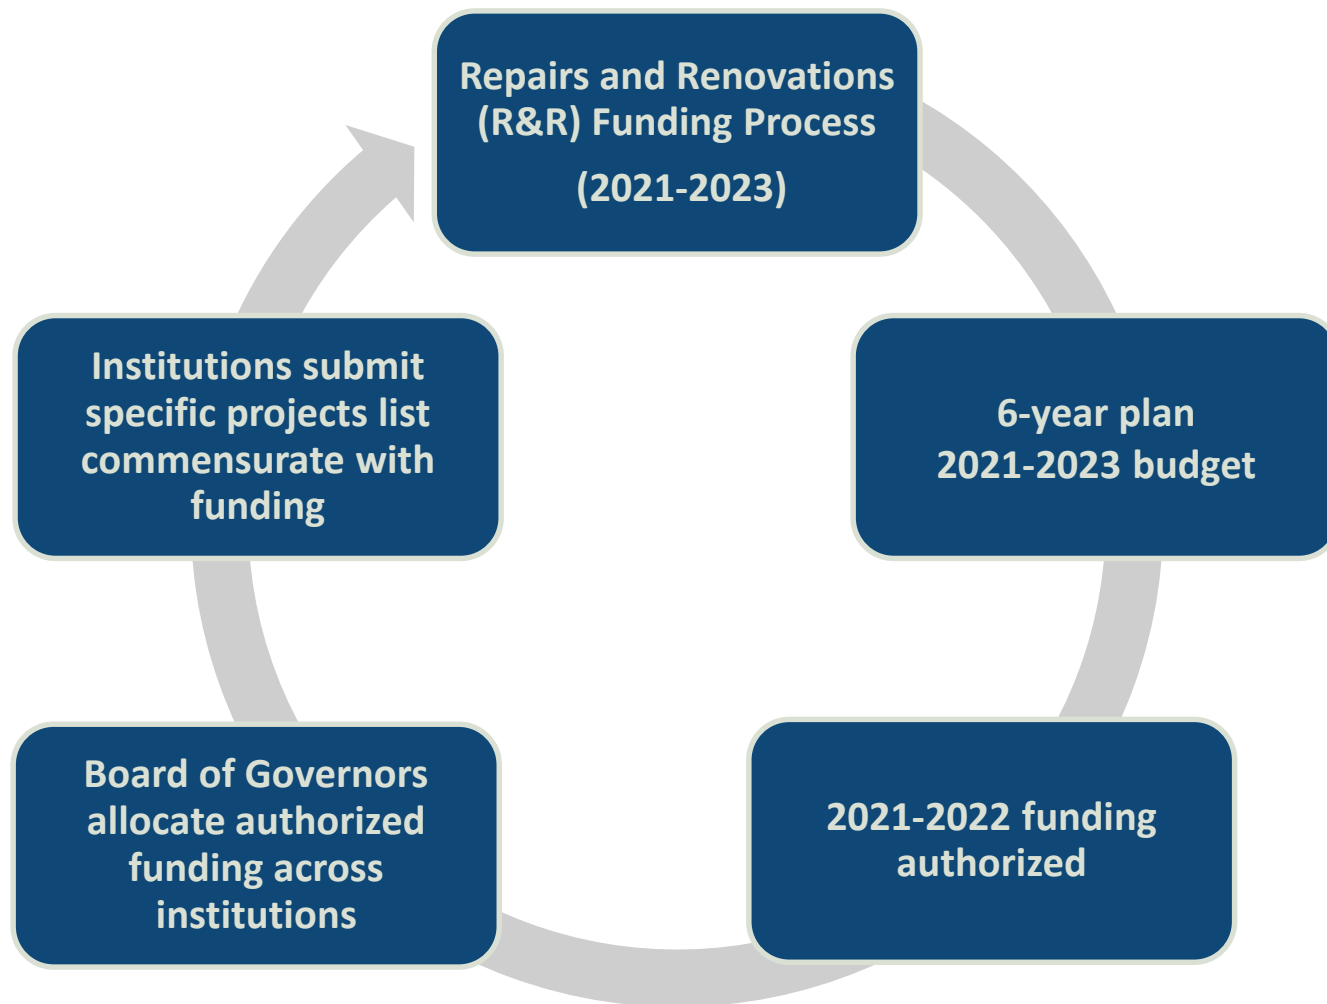 Repairs and Renovations
(R&R) Funding Process
(2021-2023)
6-year plan
2021-2023 budget
2021-2022 funding
authorized
Board of Governors
allocate authorized
funding across
institutions
Institutions submit
specific projects list
commensurate with
funding